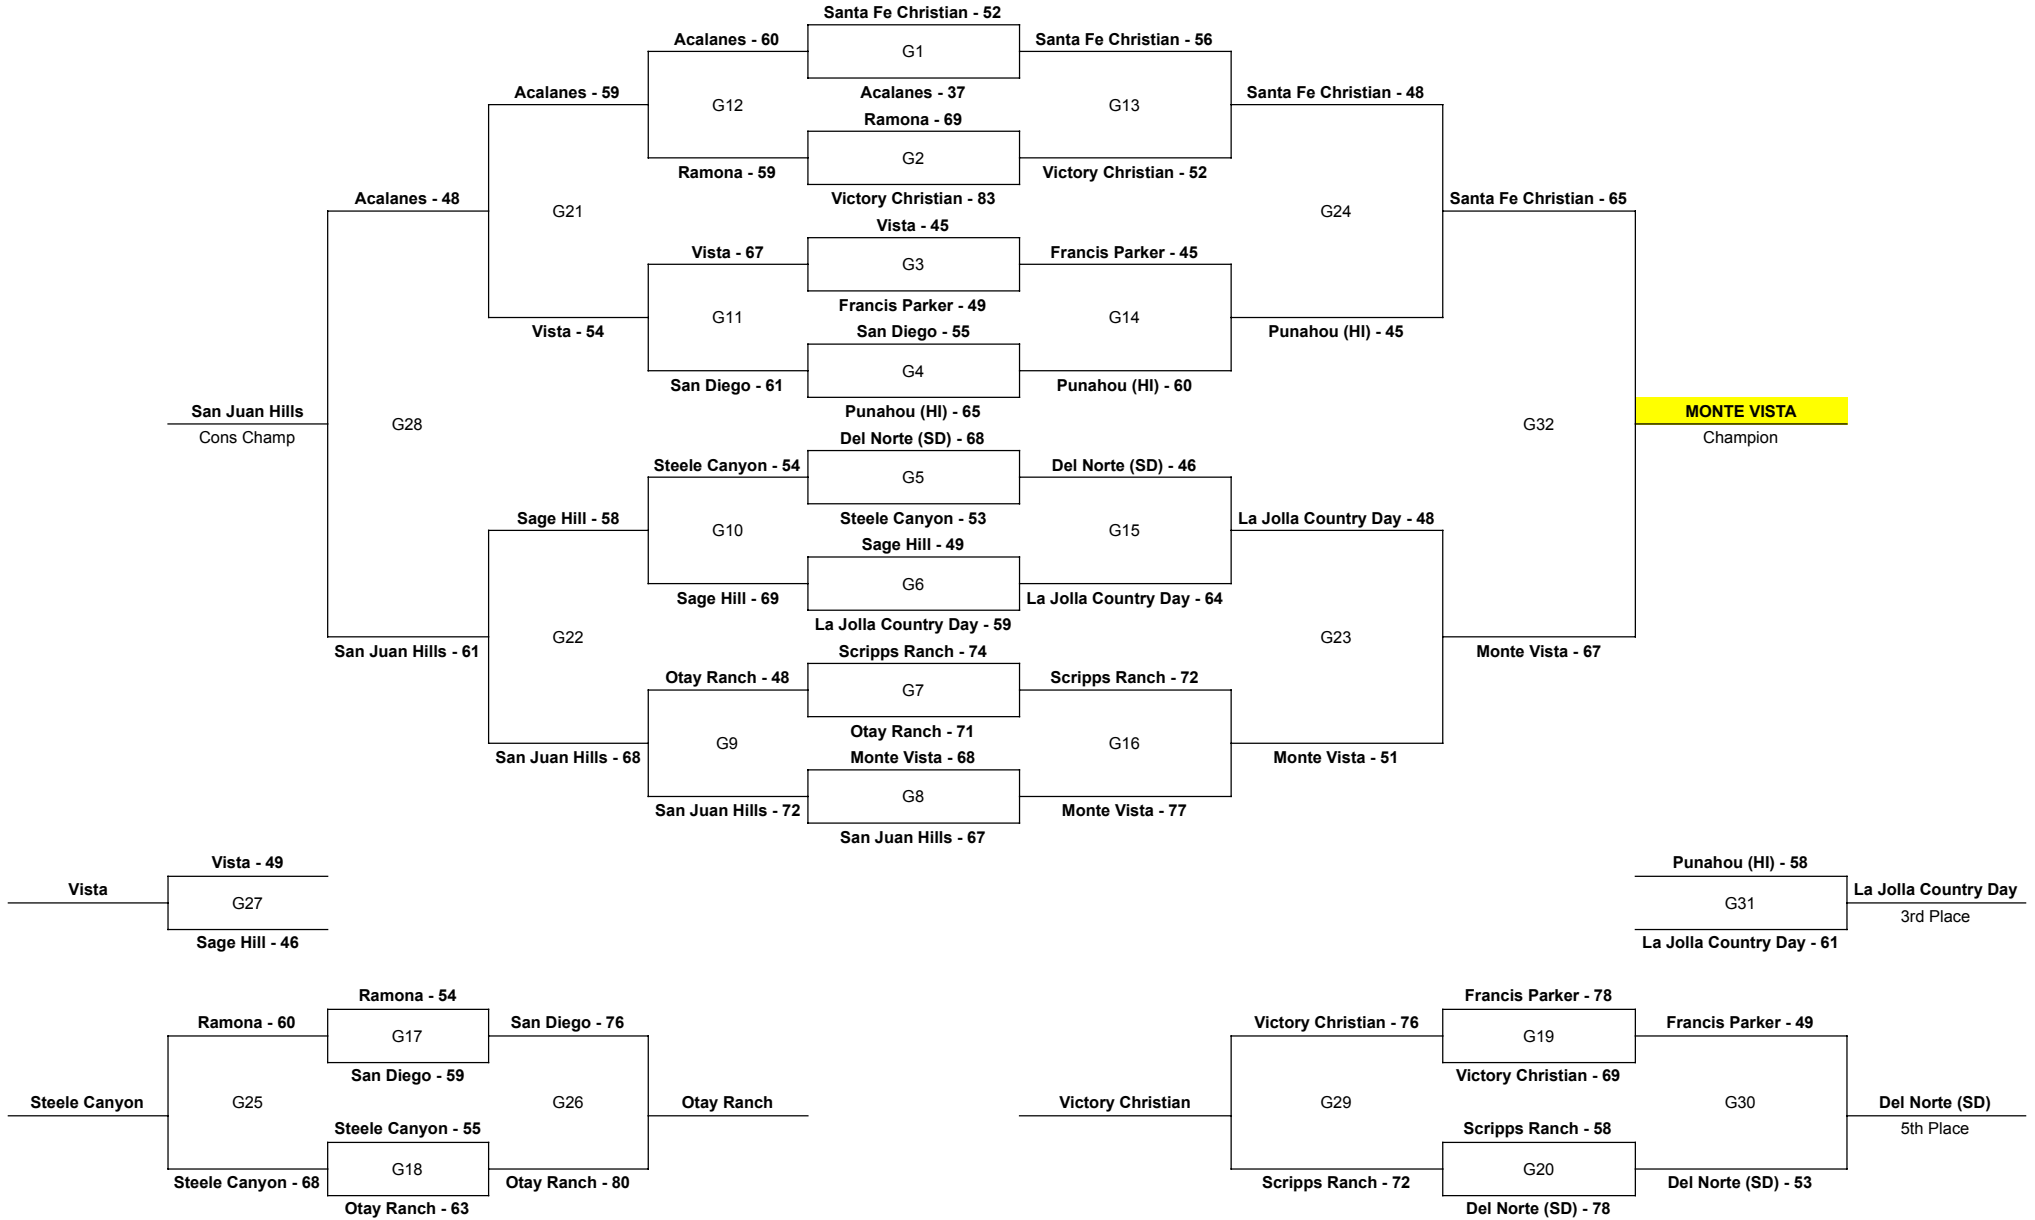 Santa Fe Christian - 52
Acalanes - 60
G1
Santa Fe Christian - 56
Acalanes - 59
G12
Acalanes - 37
G13
Santa Fe Christian - 48
Ramona - 69
G2
Ramona - 59
Victory Christian - 52
Acalanes - 48
G21
Victory Christian - 83
G24
Santa Fe Christian - 65
Vista - 45
Vista - 67
G3
Francis Parker - 45
Francis Parker - 49
Vista - 54
G11
San Diego - 55
G14
Punahou (HI) - 45
G4
San Diego - 61
Punahou (HI) - 60
San Juan Hills
Cons Champ
G28
Punahou (HI) - 65
G32
MONTE VISTA
Champion
Del Norte (SD) - 68
Steele Canyon - 54
G5
Del Norte (SD) - 46
Sage Hill - 58
G10
Steele Canyon - 53
G15
La Jolla Country Day - 48
Sage Hill - 49
G6
Sage Hill - 69
La Jolla Country Day - 64
La Jolla Country Day - 59
San Juan Hills - 61
G22
Scripps Ranch - 74
G23
Monte Vista - 67
Otay Ranch - 48
G7
Scripps Ranch - 72
Otay Ranch - 71
San Juan Hills - 68
G9
Monte Vista - 68
G16
Monte Vista - 51
G8
San Juan Hills - 72
Monte Vista - 77
San Juan Hills - 67
Vista - 49
Vista
G27
Sage Hill - 46
Punahou (HI) - 58
G31
La Jolla Country Day
3rd Place
La Jolla Country Day - 61
Ramona - 54
Ramona - 60
G17
San Diego - 76
San Diego - 59
Steele Canyon
G25
G26
Otay Ranch
Steele Canyon - 55
G18
Steele Canyon - 68
Otay Ranch - 80
Otay Ranch - 63
Francis Parker - 78
Victory Christian - 76
G19
Francis Parker - 49
Victory Christian - 69
Victory Christian
G29
G30
Del Norte (SD)
5th Place
Scripps Ranch - 58
G20
Scripps Ranch - 72
Del Norte (SD) - 53
Del Norte (SD) - 78